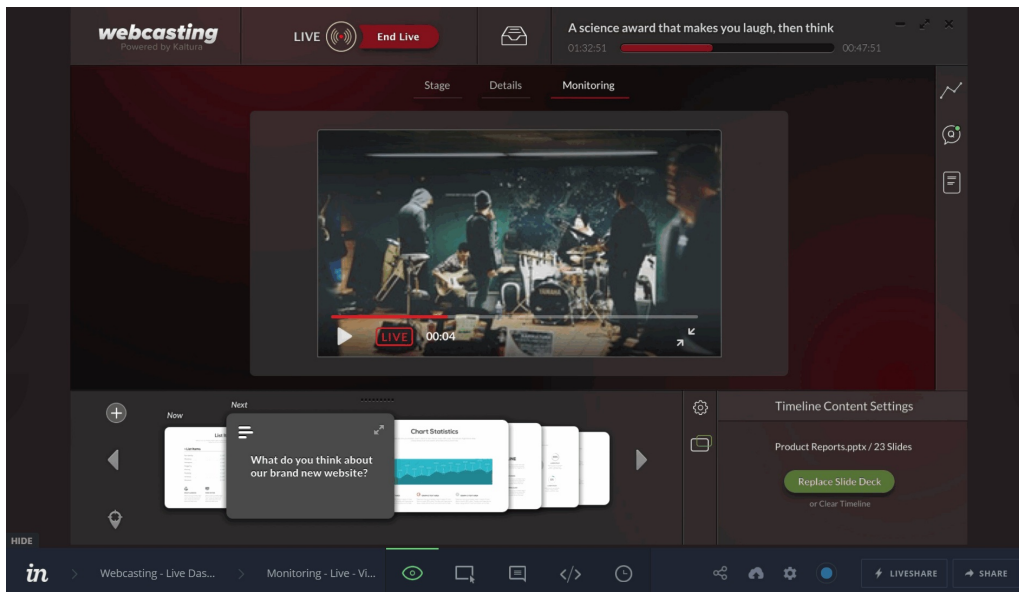 webcasting
Powered by Kaltura
LIVE
End Live
A science award that makes you laugh, then think
01:32:51
00:47:51
Stage
Details
Monitoring
YAMAHA
LIVE
00:04
Now
Next
What do you think about
our brand new website?
Chart Statistics
Timeline Content Settings
Product Reports.pptx / 23 Slides
Replace Slide Deck
or Clear Timeline
HIDE
in
Webcasting - Live Das...
Monitoring - Live - Vi...
LIVESHARE
SHARE